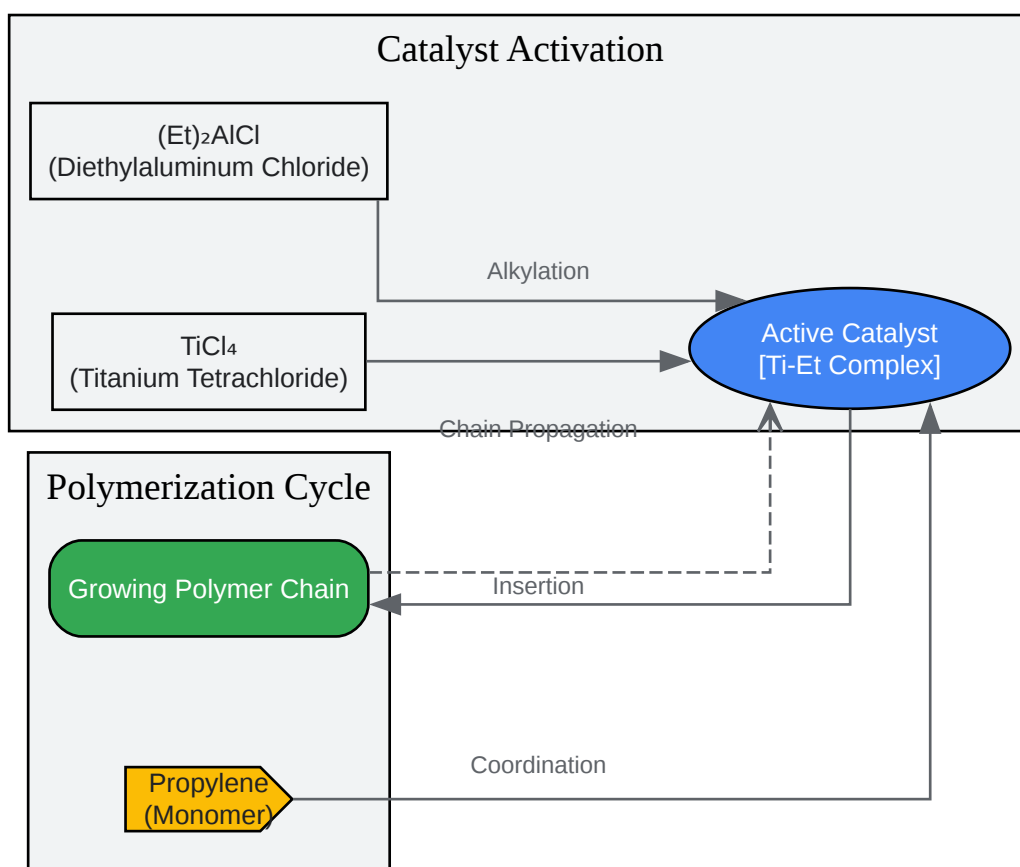 Catalyst Activation
(Et)₂AlCl
(Diethylaluminum Chloride)
Alkylation
TiCl₄
(Titanium Tetrachloride)
Active Catalyst
[Ti-Et Complex]
Chain Propagation
Polymerization Cycle
Growing Polymer Chain
Insertion
Propylene
(Monomer)
Coordination